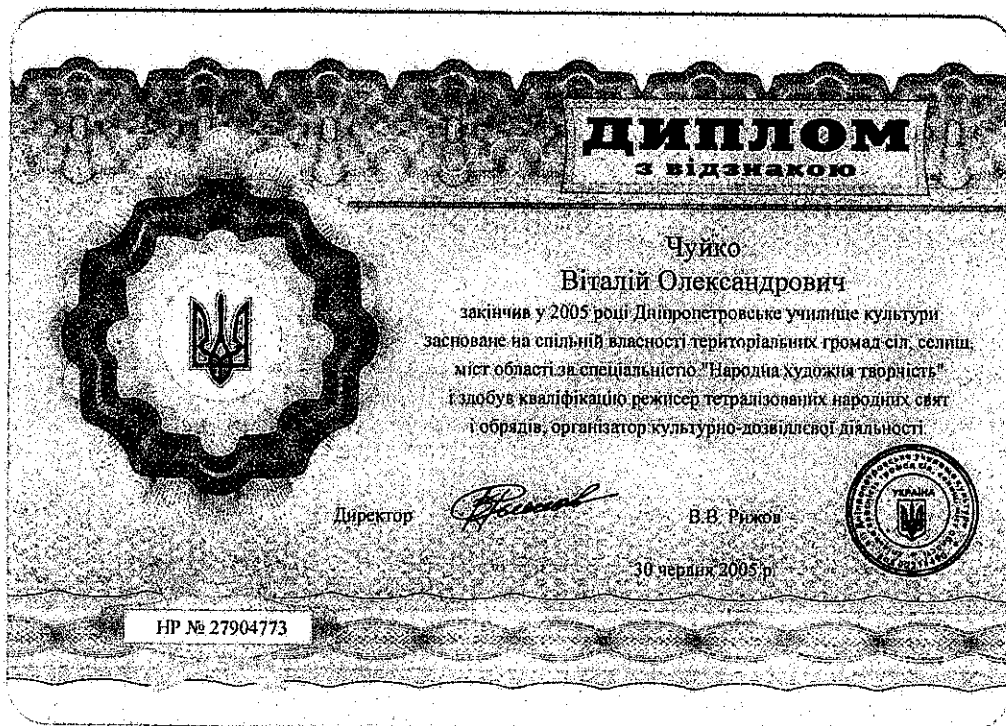 ДИПЛОМ
з відзнакою
Чуйко
Віталій Олександрович
закінчив у 2005 році Дніпропетровське училище культури
засноване на спільній власності територіальних громад сіл, селищ,
міст області за спеціальністю "Народна художня творчість"
і здобув кваліфікацію режисер тетралізованих народних свят
і обрядів, організатор культурно-дозвіллєвої діяльності
Директор В.В. Рижов
УКРАЇНА
30 червня 2005 р.
НР № 27904773